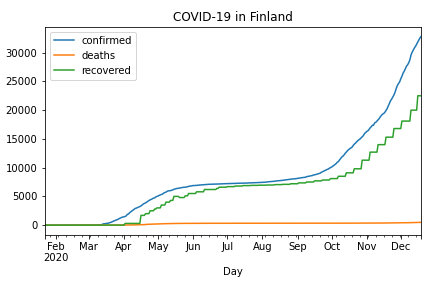 COVID-19 in Finland
confirmed
deaths
recovered
30000
25000
20000
15000
10000
5000
0
Feb Mar Apr May Jun Jul Aug Sep Oct Nov Dec
2020
Day